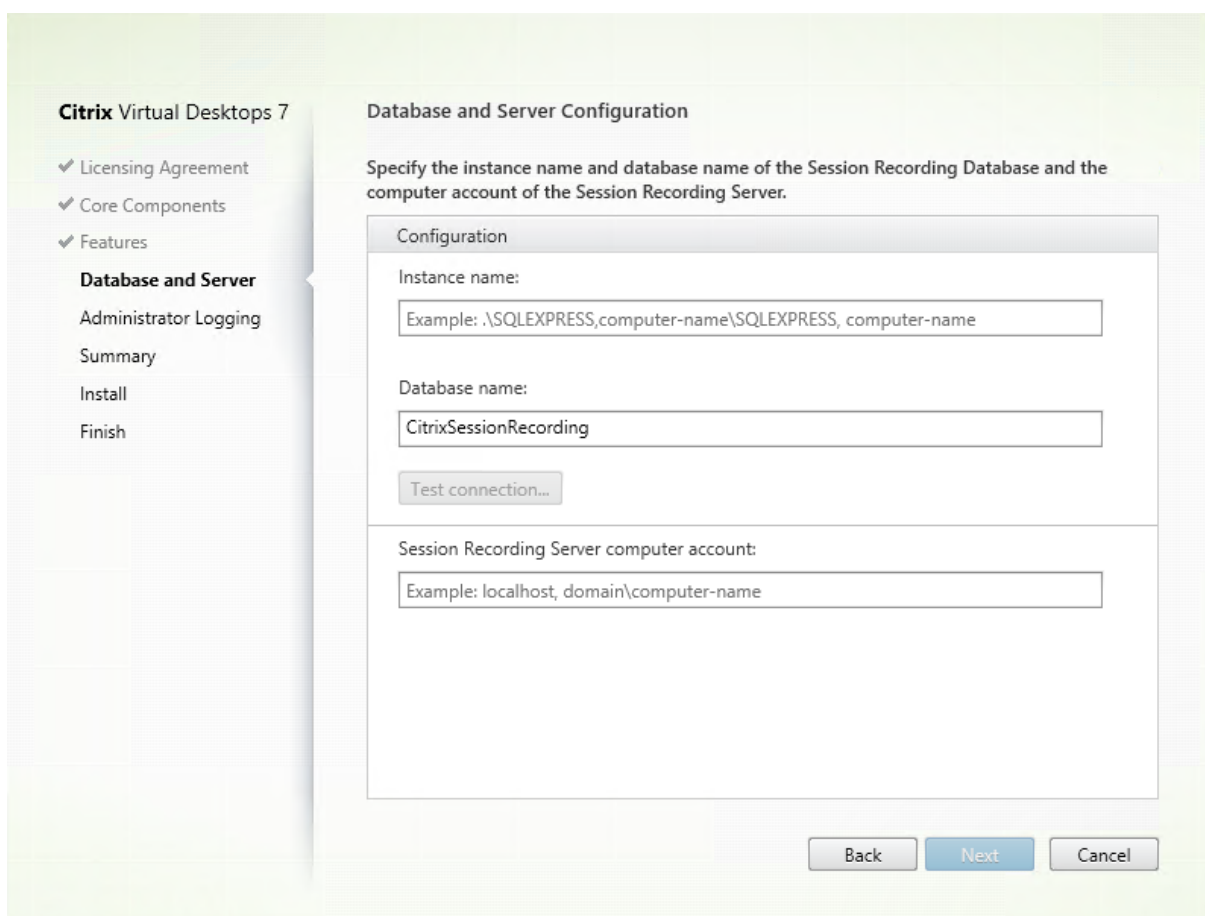 Citrix Virtual Desktops 7
✔ Licensing Agreement
✔ Core Components
✔ Features
Database and Server
Administrator Logging
Summary
Install
Finish
Database and Server Configuration
Specify the instance name and database name of the Session Recording Database and the
computer account of the Session Recording Server.
Configuration
Instance name:
Example: .\SQLEXPRESS,computer-name\SQLEXPRESS, computer-name
Database name:
CitrixSessionRecording
Test connection...
Session Recording Server computer account:
Example: localhost, domain\computer-name
Back
Next
Cancel